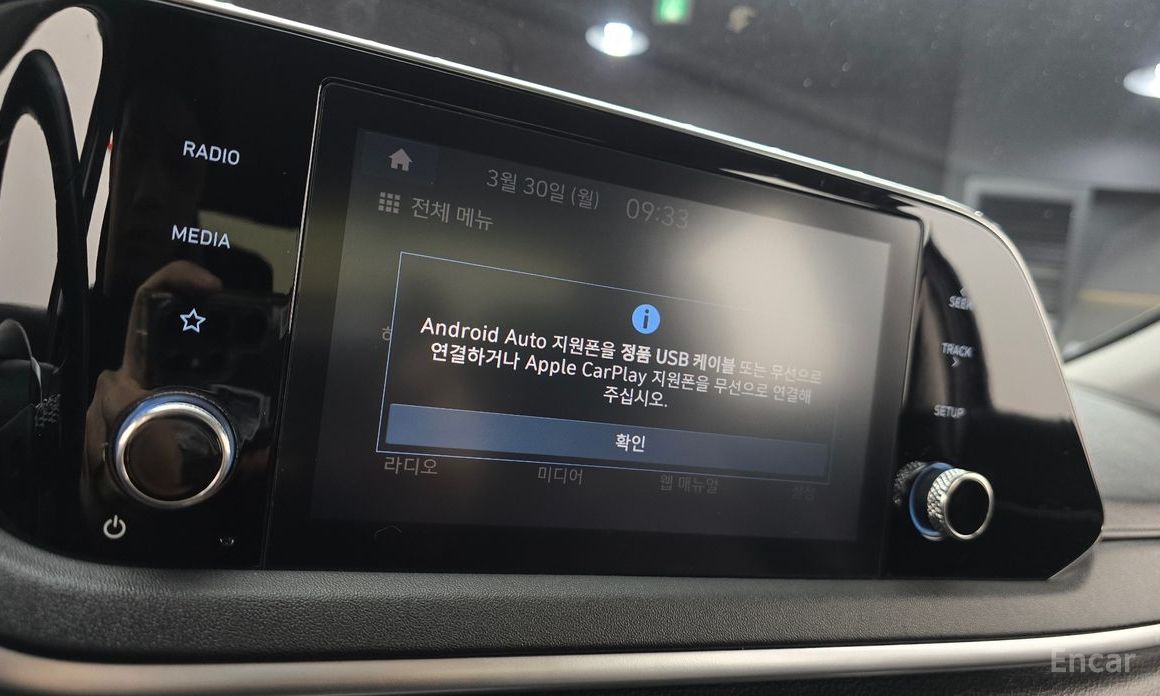 RADIO
MEDIA
3월 30일 (월) 09:33
전체 메뉴
Android Auto 지원폰을 정품 USB 케이블 또는 무선으로
연결하거나 Apple CarPlay 지원폰을 무선으로 연결해
주십시오.
확인
라디오 미디어 웹 매뉴얼 설정
SEEK
TRACK
SETUP
Encar